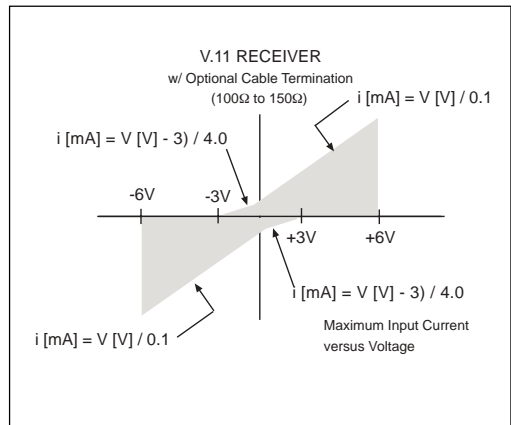 V.11 RECEIVER
w/ Optional Cable Termination
(100Ω to 150Ω)
i [mA] = V [V] / 0.1
i [mA] = V [V] - 3) / 4.0
-6V
-3V
+3V
+6V
i [mA] = V [V] - 3) / 4.0
i [mA] = V [V] / 0.1
Maximum Input Current
versus Voltage